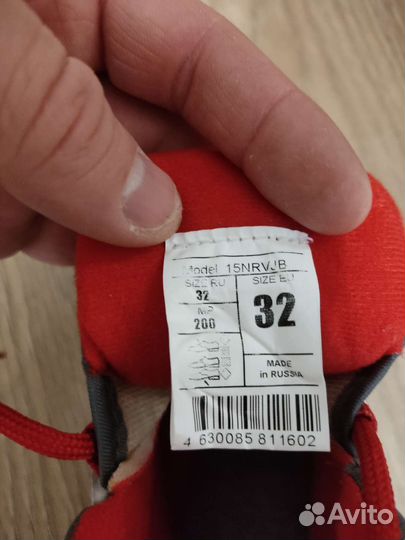 Model 15NRVJB
SIZE RU
32
MP
200
SIZE EU
32
MADE
in RUSSIA
4 630085 811602
Avito